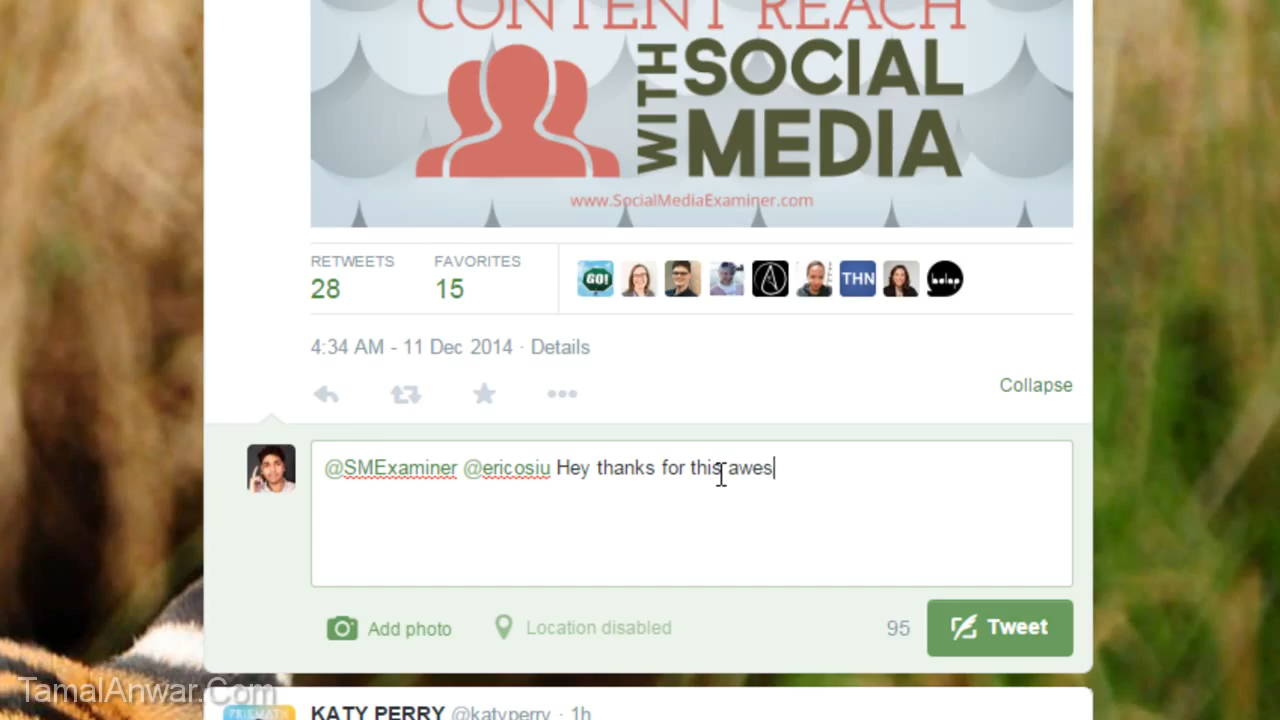 CONTENT REACH
WITH
SOCIAL
MEDIA
www.SocialMediaExaminer.com
RETWEETS
28
FAVORITES
15
GO!
THN
4:34 AM - 11 Dec 2014 · Details
Collapse
@SMExaminer @ericosiu Hey thanks for this awes
Add photo
Location disabled
95
Tweet
TamalAnwar.Com
KATY PERRY @katyperry · 1h